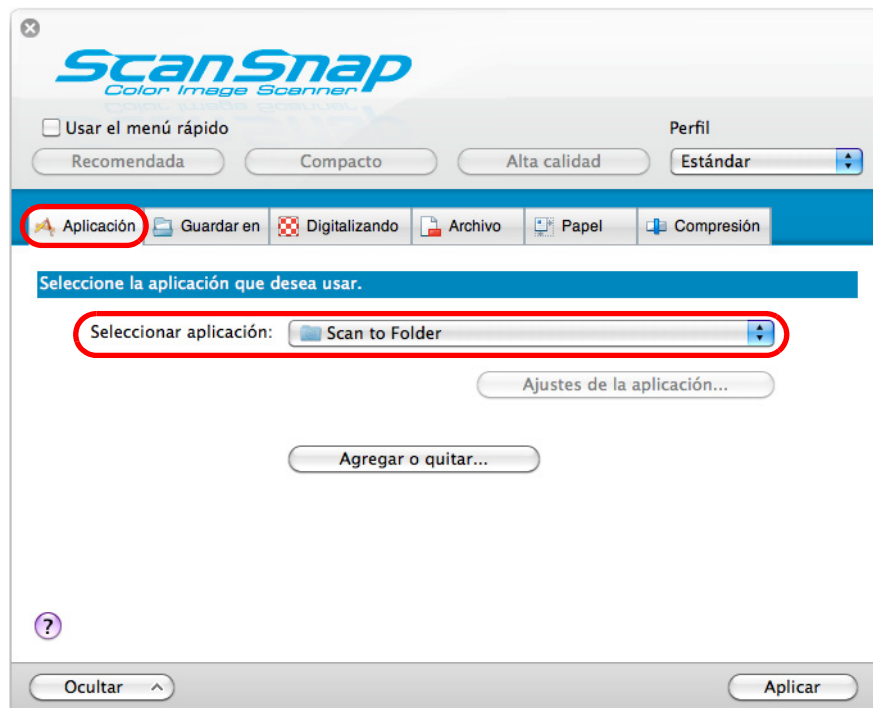 ScanSnap
Color Image Scanner
Usar el menú rápido
Perfil
Recomendada Compacto Alta calidad Estándar
Aplicación Guardar en Digitalizando Archivo Papel Compresión
Seleccione la aplicación que desea usar.
Seleccionar aplicación: Scan to Folder
Ajustes de la aplicación...
Agregar o quitar...
?
Ocultar Aplicar